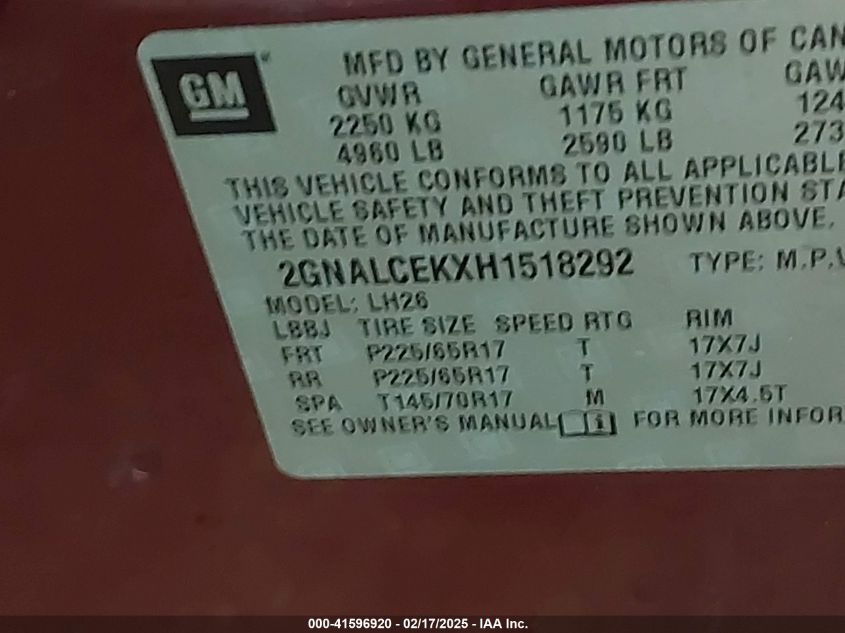 GM
MFD BY GENERAL MOTORS OF CAN
GVWR GAWR FRT GAW
2250 KG 1175 KG 124
4960 LB 2590 LB 273
THIS VEHICLE CONFORMS TO ALL APPLICABLE
VEHICLE SAFETY AND THEFT PREVENTION STA
THE DATE OF MANUFACTURE SHOWN ABOVE.
2GNALCEKXH1518292 TYPE: M.P.V
MODEL: LH26
LBBJ TIRE SIZE SPEED RTG RIM
FRT P225/65R17 T 17X7J
RR P225/65R17 T 17X7J
SPA T145/70R17 M 17X4.5T
SEE OWNER'S MANUAL FOR MORE INFOR
000-41596920 - 02/17/2025 - IAA Inc.